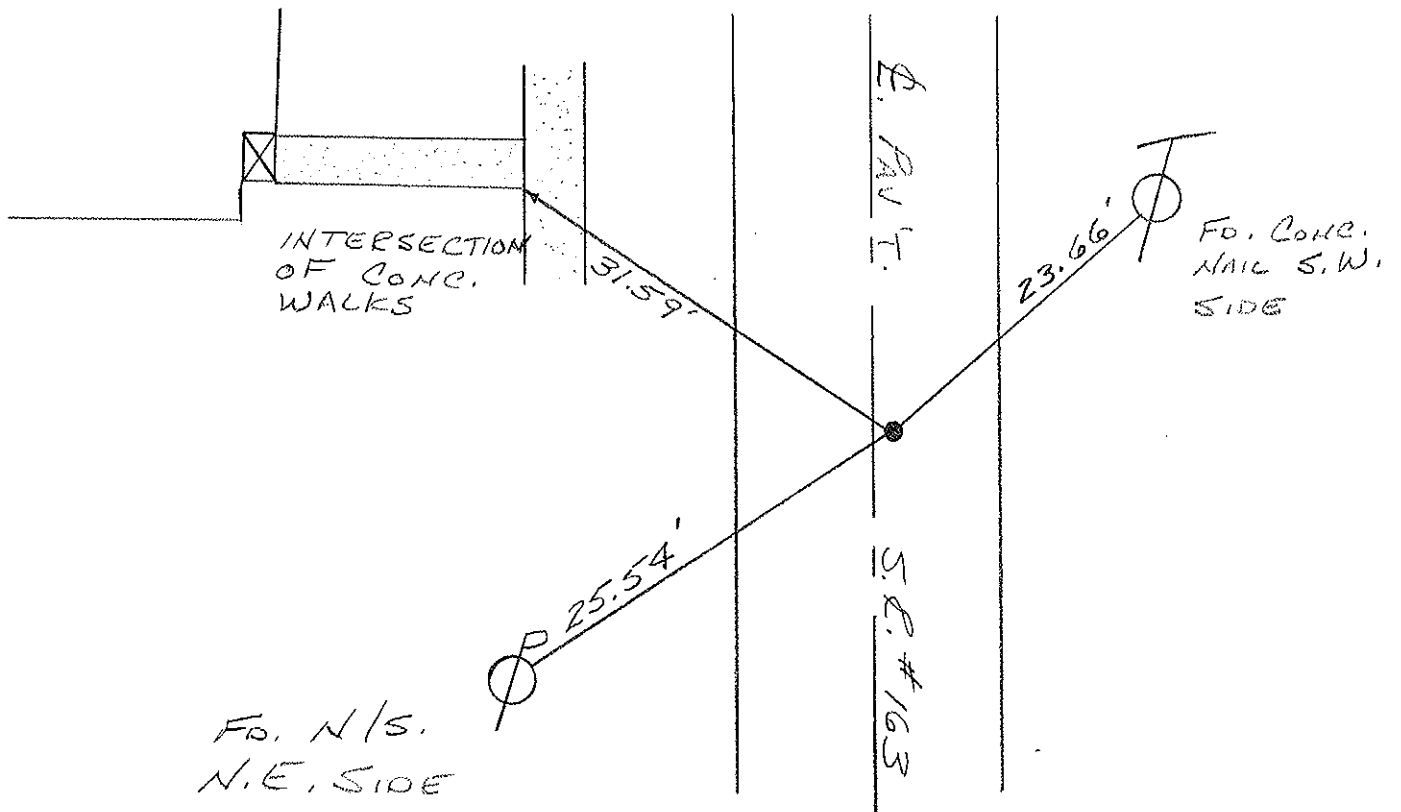 ℄. PAV'T.
INTERSECTION
OF CONC.
WALKS
31.59'
23.66'
FD. CONC.
NAIL S.W.
SIDE
25.54'
P
S.℄. #163
FD. N/S.
N.E. SIDE